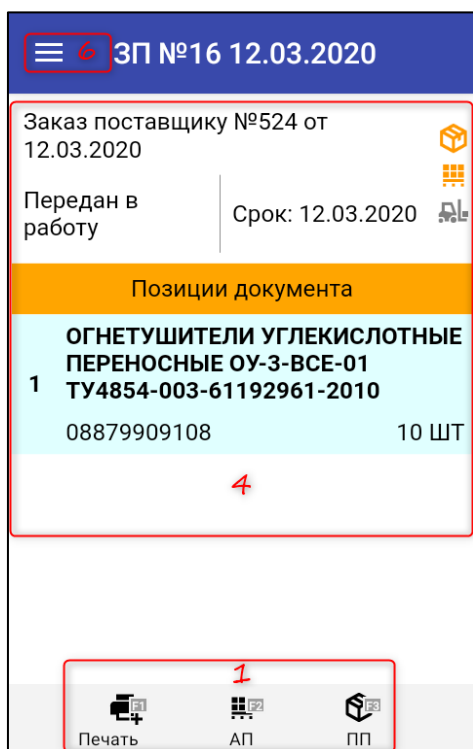 6 ЗП №16 12.03.2020
Заказ поставщику №524 от
12.03.2020
Передан в
работу
Срок: 12.03.2020
Позиции документа
ОГНЕТУШИТЕЛИ УГЛЕКИСЛОТНЫЕ
ПЕРЕНОСНЫЕ ОУ-3-ВСЕ-01
1 ТУ4854-003-61192961-2010
08879909108 10 ШТ
4
1
F1 F2 F3
Печать АП ПП